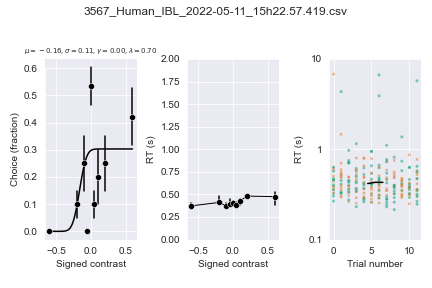 3567_Human_IBL_2022-05-11_15h22.57.419.csv
μ = −0.16, σ = 0.11, γ = 0.00, λ = 0.70
Choice (fraction)
0.6
0.5
0.4
0.3
0.2
0.1
0.0
−0.5 0.0 0.5
Signed contrast
RT (s)
2.00
1.75
1.50
1.25
1.00
0.75
0.50
0.25
0.00
−0.5 0.0 0.5
Signed contrast
RT (s)
10
1
0.1
0 5 10
Trial number